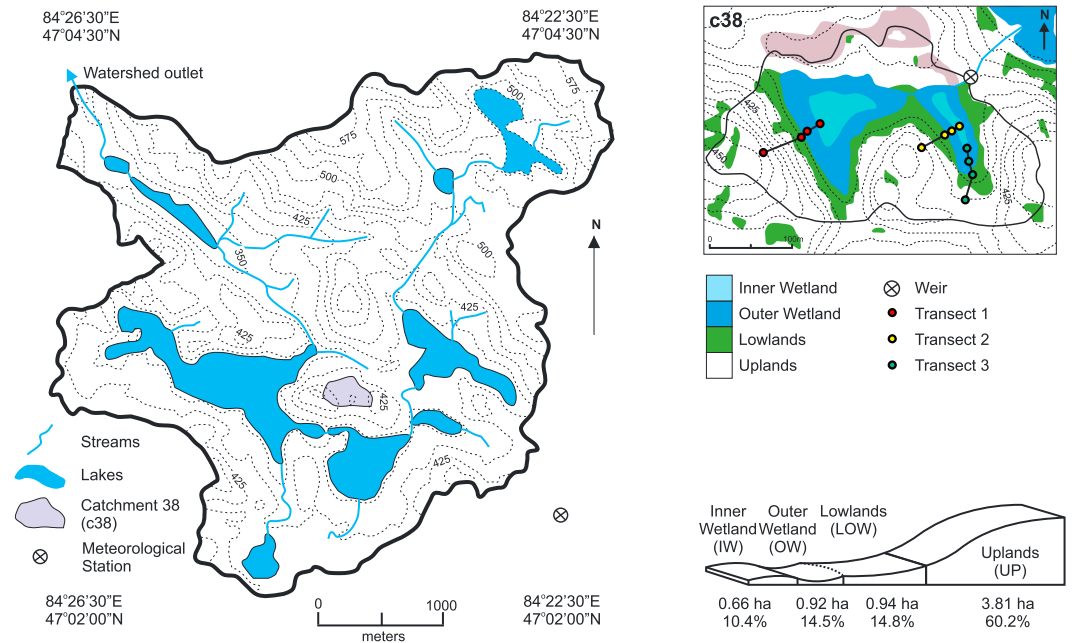 84°26'30"E
47°04'30"N
84°22'30"E
47°04'30"N
Watershed outlet
500
575
575
500
425
500
350
425
425
425
425
425
N
Streams
Lakes
Catchment 38
(c38)
Meteorological
Station
84°26'30"E
47°02'00"N
0
1000
meters
84°22'30"E
47°02'00"N
c38
N
425
450
425
0
100m
Inner Wetland
Outer Wetland
Lowlands
Uplands
Weir
Transect 1
Transect 2
Transect 3
Inner
Wetland
(IW)
Outer
Wetland
(OW)
Lowlands
(LOW)
Uplands
(UP)
0.66 ha
10.4%
0.92 ha
14.5%
0.94 ha
14.8%
3.81 ha
60.2%